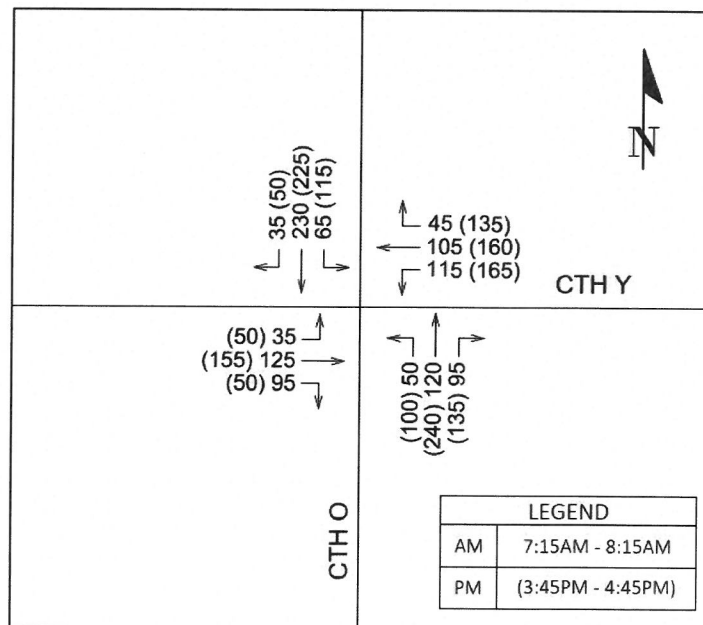 N
35 (50)
230 (225)
65 (115)
45 (135)
105 (160)
115 (165)
CTH Y
(50) 35
(155) 125
(50) 95
(100) 50
(240) 120
(135) 95
CTH O
LEGEND
AM 7:15AM - 8:15AM
PM (3:45PM - 4:45PM)